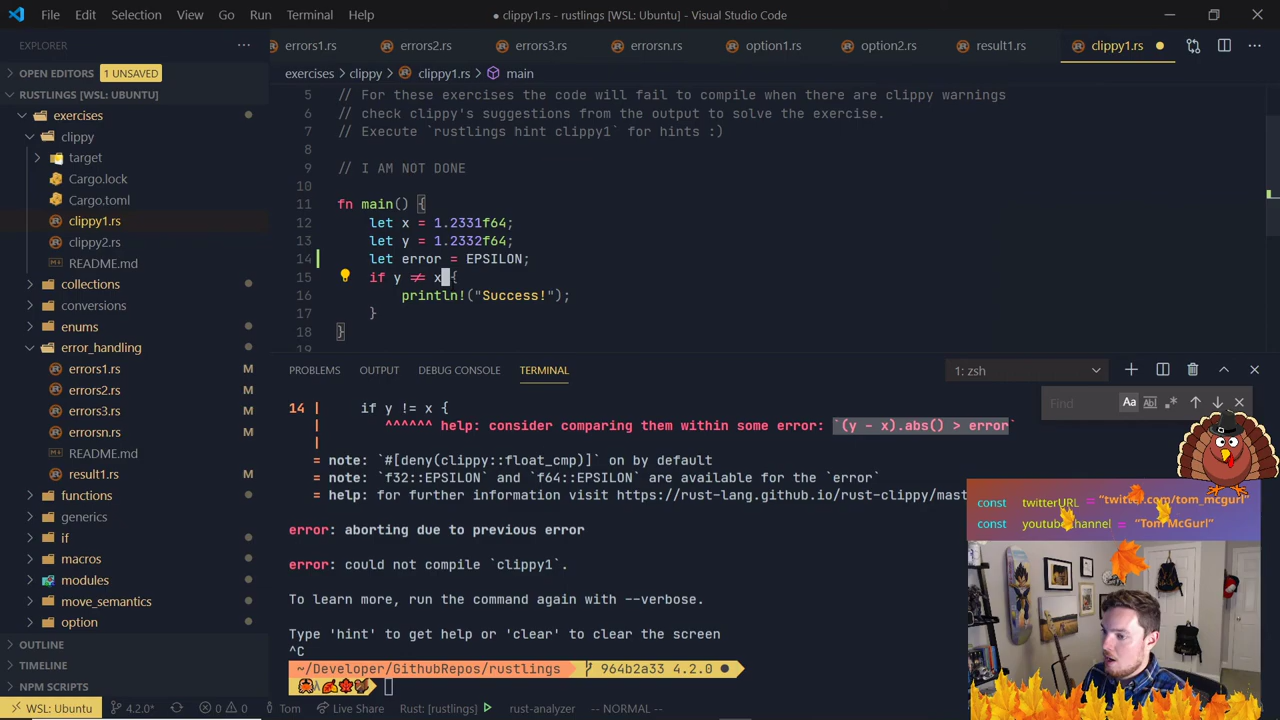 File Edit Selection View Go Run Terminal Help
● clippy1.rs - rustlings [WSL: Ubuntu] - Visual Studio Code
EXPLORER
OPEN EDITORS 1 UNSAVED
RUSTLINGS [WSL: UBUNTU]
exercises
clippy
target
Cargo.lock
Cargo.toml
clippy1.rs
clippy2.rs
README.md
collections
conversions
enums
error_handling
errors1.rs M
errors2.rs M
errors3.rs M
errorsn.rs M
README.md
result1.rs M
functions
generics
if
macros
modules
move_semantics
option
OUTLINE
TIMELINE
NPM SCRIPTS
errors1.rs errors2.rs errors3.rs errorsn.rs option1.rs option2.rs result1.rs clippy1.rs
exercises > clippy > clippy1.rs > main
5 // For these exercises the code will fail to compile when there are clippy warnings
6 // check clippy's suggestions from the output to solve the exercise.
7 // Execute `rustlings hint clippy1` for hints :)
8
9 // I AM NOT DONE
10
11 fn main() {
12 let x = 1.2331f64;
13 let y = 1.2332f64;
14 let error = EPSILON;
15 if y ≠ x {
16 println!("Success!");
17 }
18 }
19
PROBLEMS OUTPUT DEBUG CONSOLE TERMINAL 1: zsh
Find Aa
14 | if y != x {
| ^^^^^^ help: consider comparing them within some error: `(y - x).abs() > error`
|
= note: `#[deny(clippy::float_cmp)]` on by default
= note: `f32::EPSILON` and `f64::EPSILON` are available for the `error`
= help: for further information visit https://rust-lang.github.io/rust-clippy/mast
error: aborting due to previous error
error: could not compile `clippy1`.
To learn more, run the command again with --verbose.
Type 'hint' to get help or 'clear' to clear the screen
^C
~/Developer/GithubRepos/rustlings 964b2a33 4.2.0 ●
const twitterURL = "twitter.com/tom_mcgurl"
const = "Tom McGurl"
WSL: Ubuntu 4.2.0* 0 0 Tom Live Share Rust: [rustlings] rust-analyzer -- NORMAL --